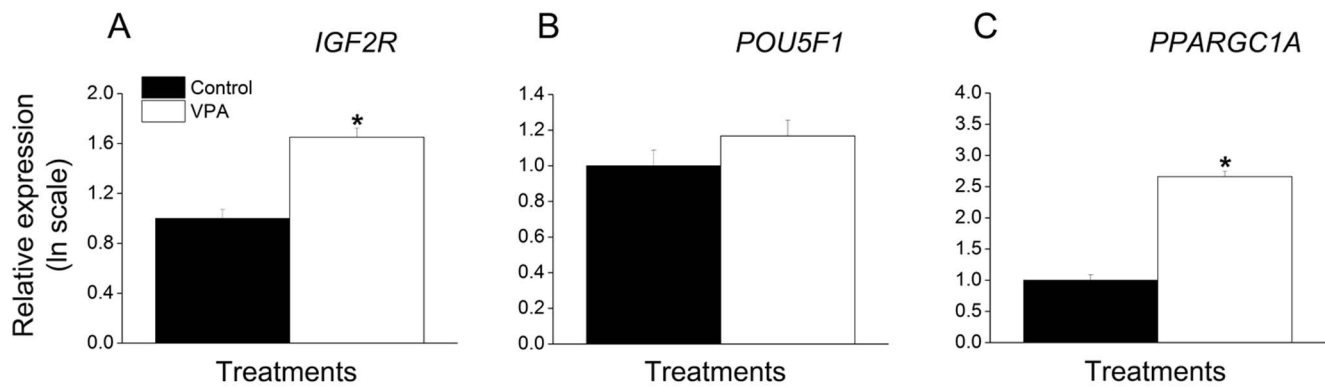 A
IGF2R
Control
VPA
Relative expression
(ln scale)
2.0
1.6
1.2
0.8
0.4
0.0
*
Treatments
B
POU5F1
1.4
1.2
1.0
0.8
0.6
0.4
0.2
0.0
Treatments
C
PPARGC1A
4.0
3.5
3.0
2.5
2.0
1.5
1.0
0.5
0.0
*
Treatments